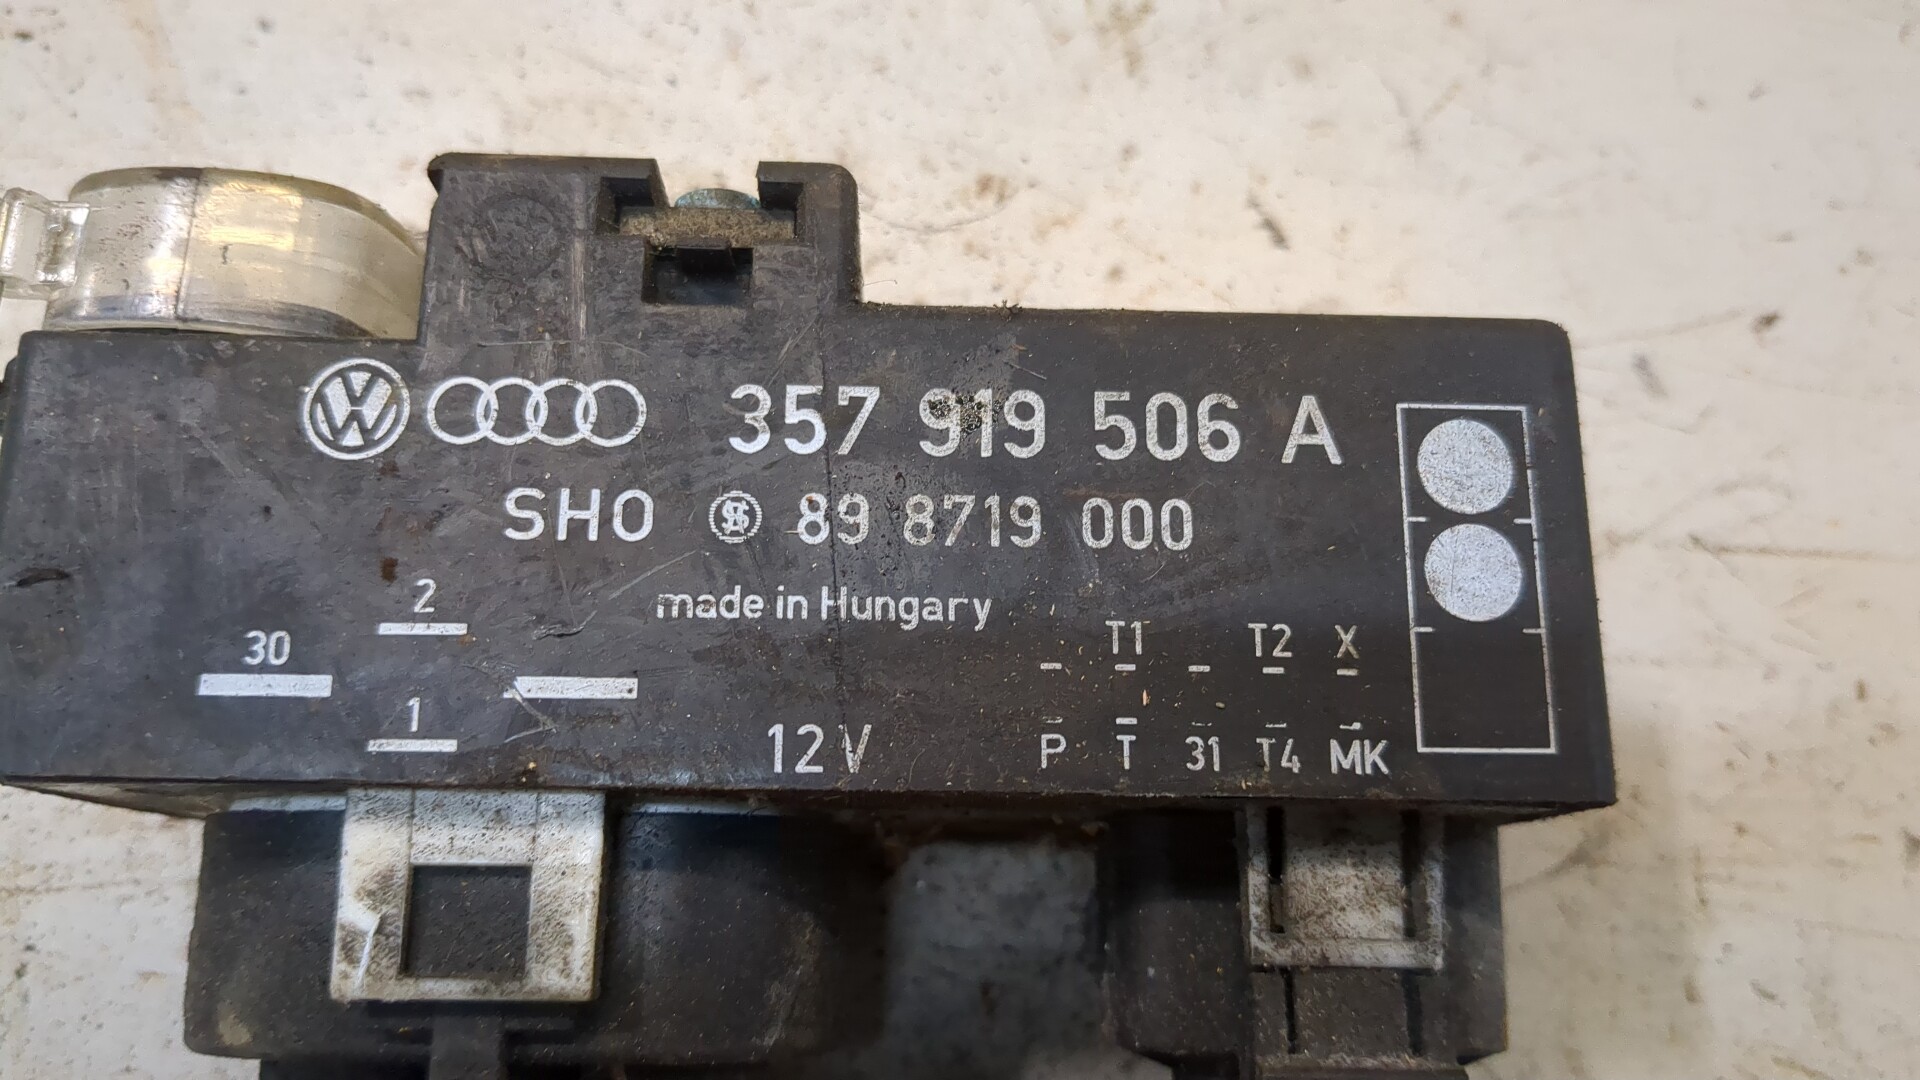 357 919 506 A
SHO 89 8719 000
made in Hungary
2
30
1
12V
T1 T2 X
P T 31 T4 MK